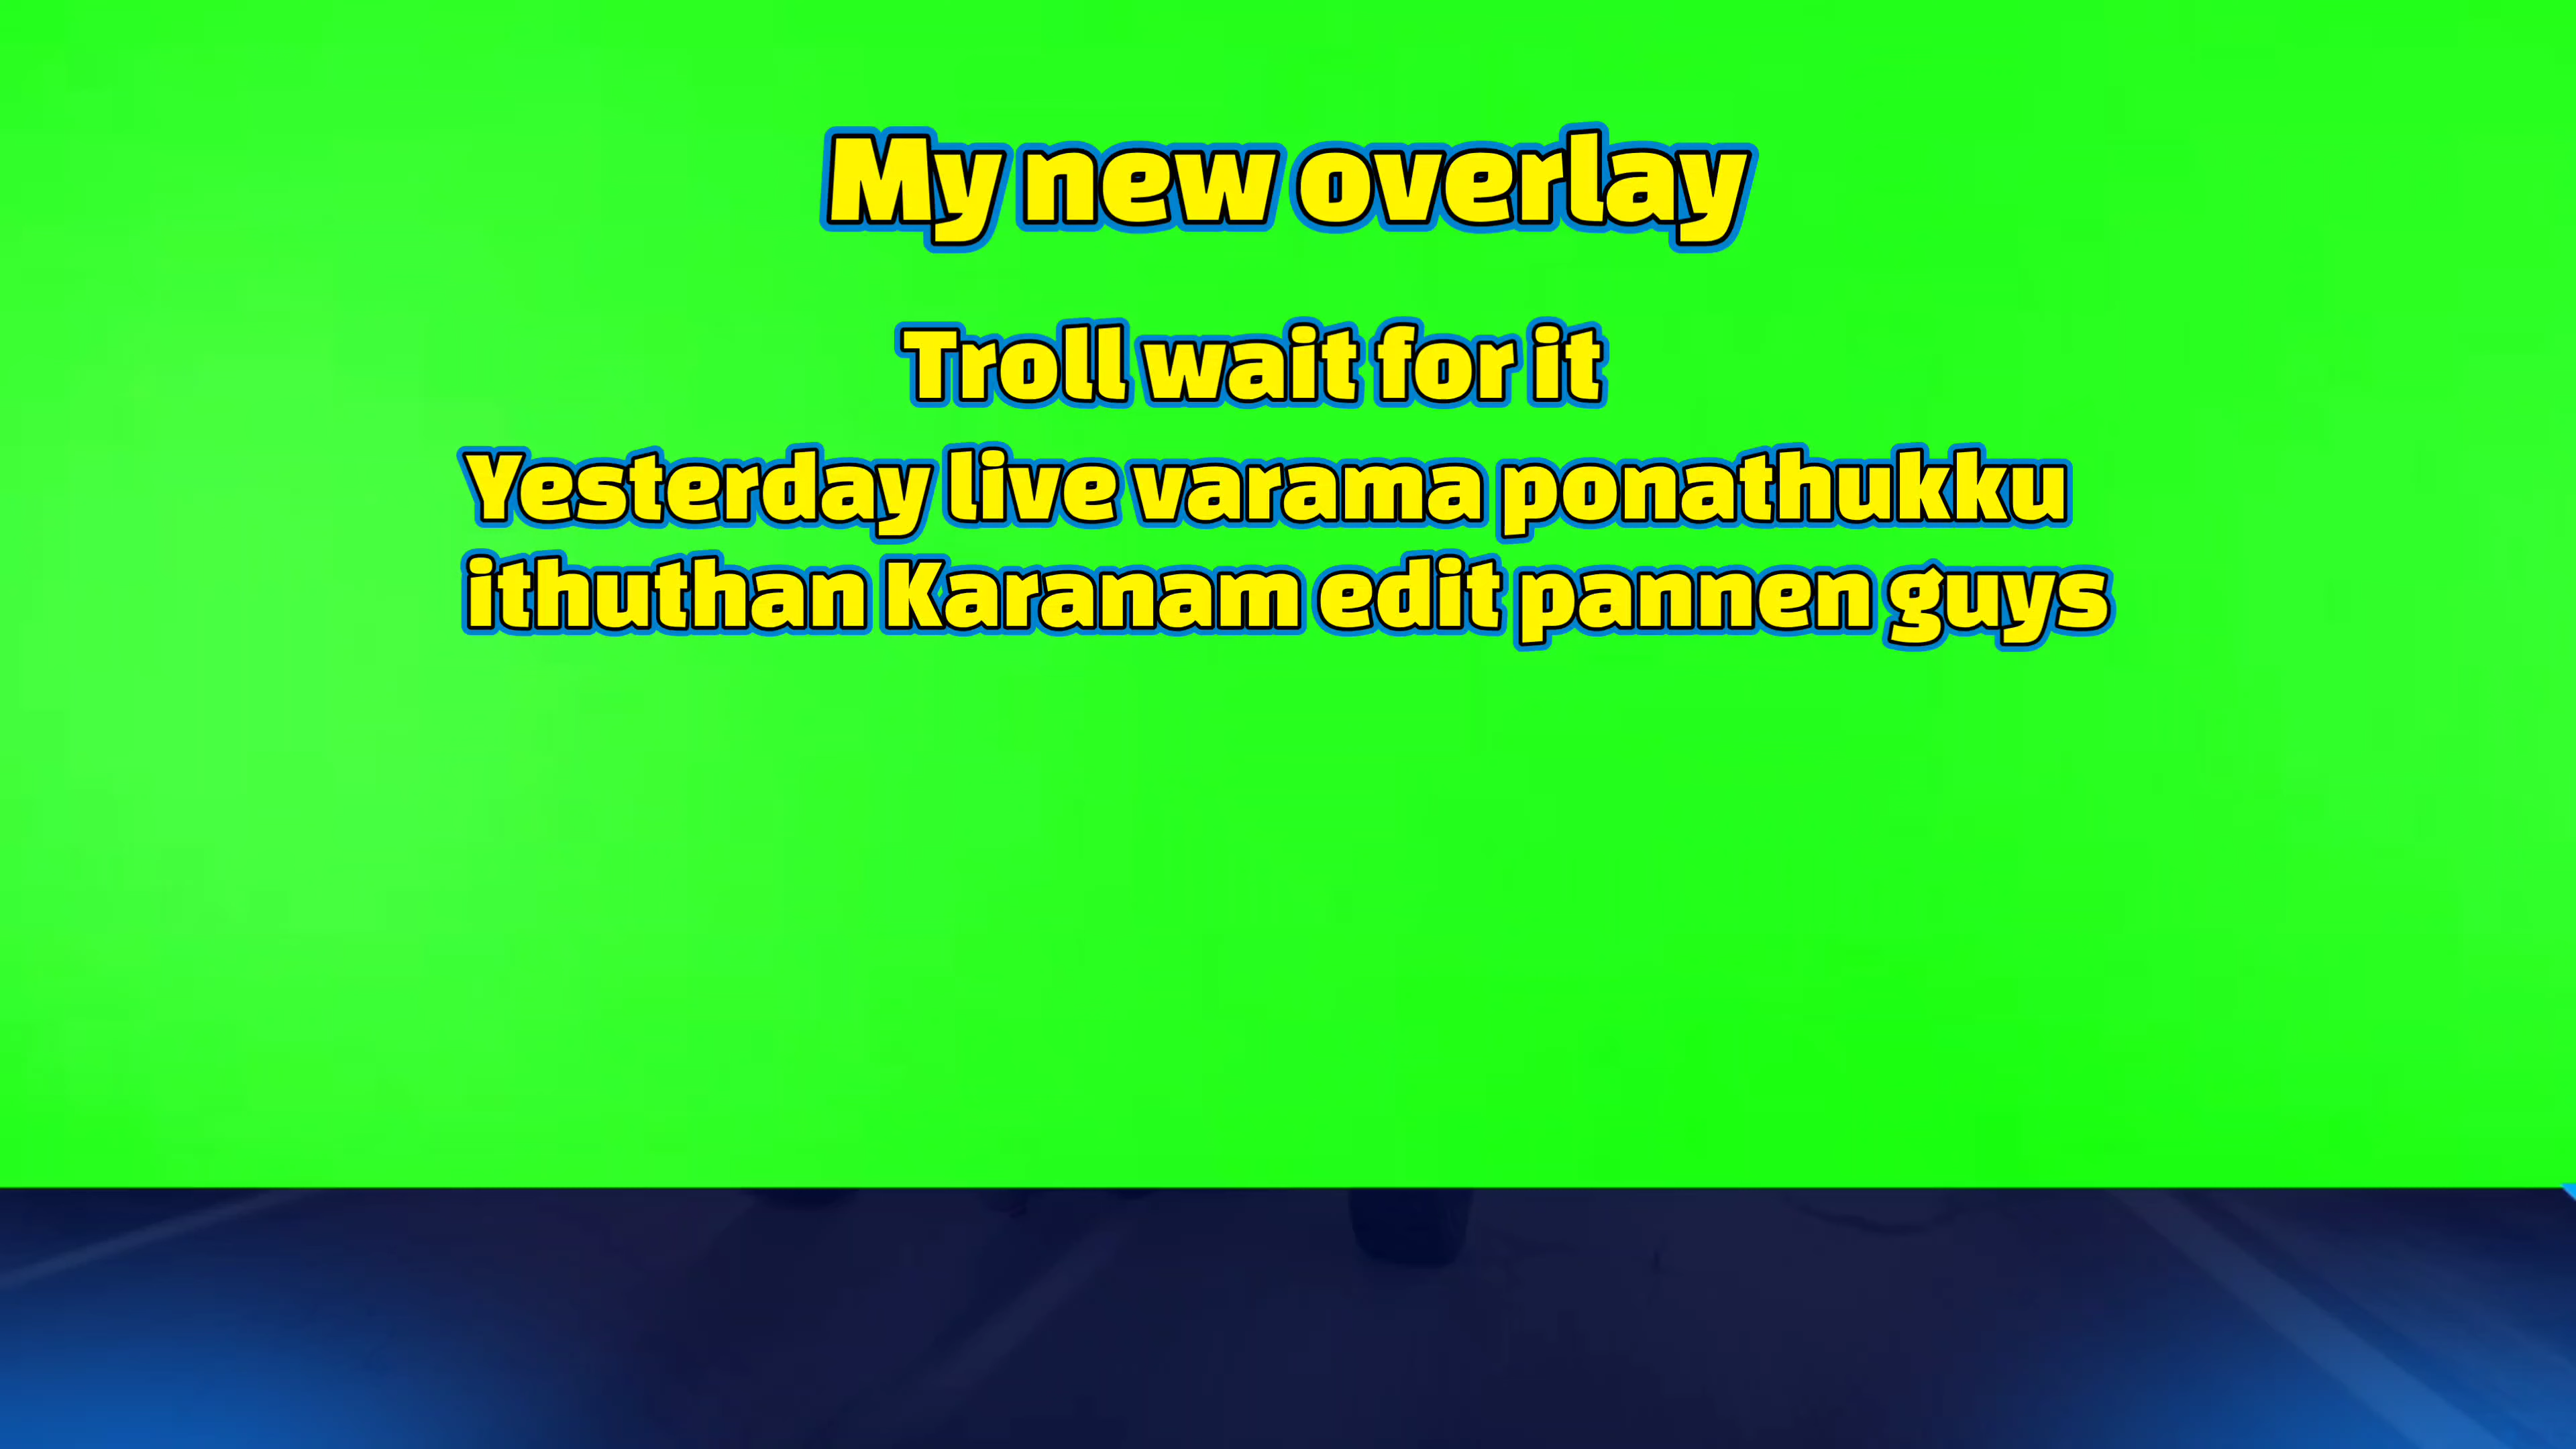 My new overlay
Troll wait for it
Yesterday live varama ponathukku
ithuthan Karanam edit pannen guys